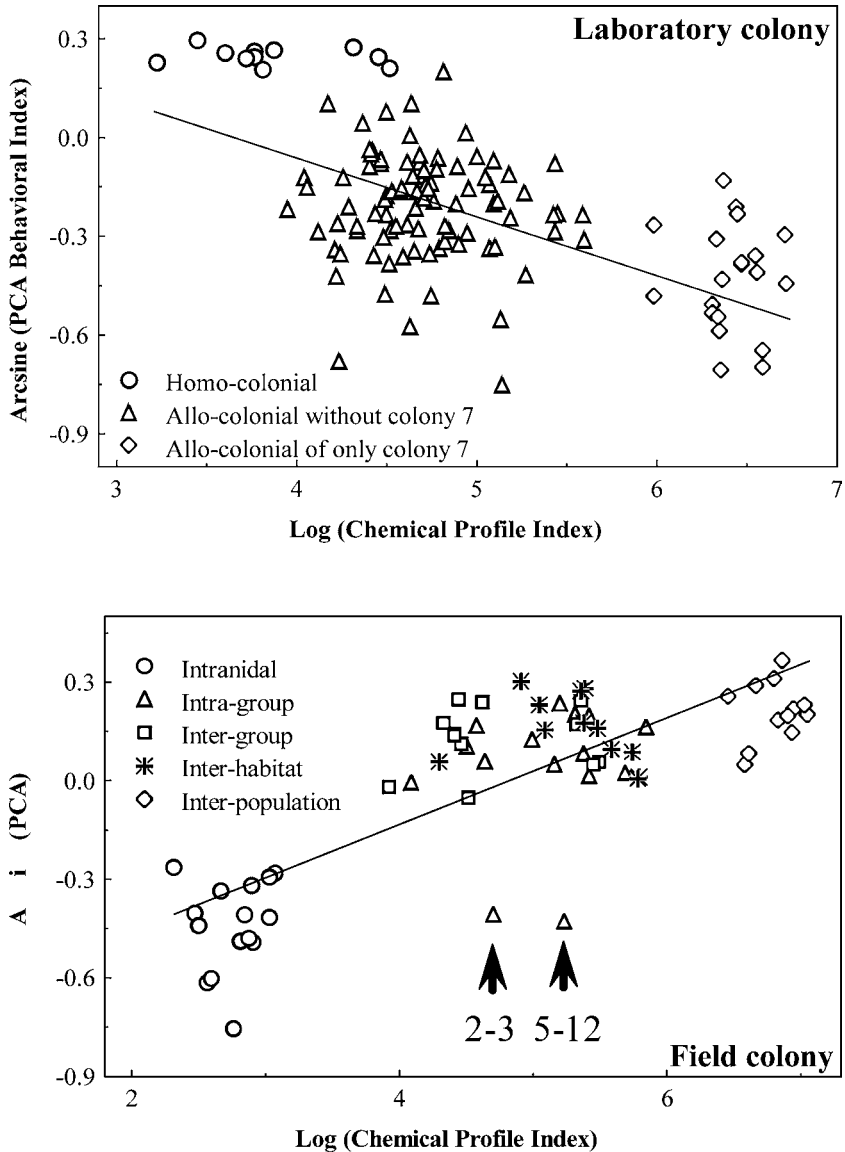 Laboratory colony
0.3
0.0
-0.3
-0.6
-0.9
Arcsine (PCA Behavioral Index)
Homo-colonial
Allo-colonial without colony 7
Allo-colonial of only colony 7
3 4 5 6 7
Log (Chemical Profile Index)
0.3
0.0
-0.3
-0.6
-0.9
A i (PCA)
Intranidal
Intra-group
Inter-group
Inter-habitat
Inter-population
2-3 5-12
Field colony
2 4 6
Log (Chemical Profile Index)